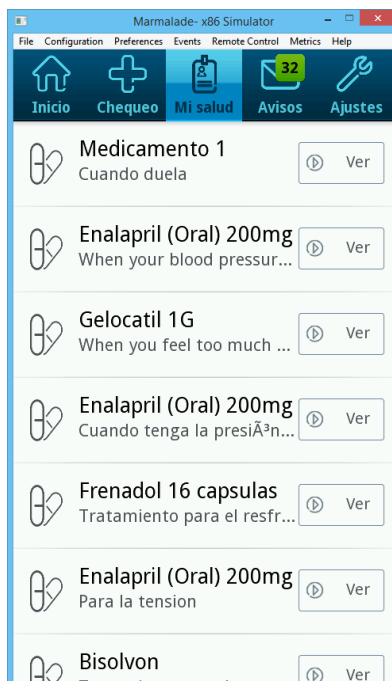 Marmalade- x86 Simulator
File Configuration Preferences Events Remote Control Metrics Help
32
Inicio Chequeo Mi salud Avisos Ajustes
Medicamento 1
Cuando duela
Ver
Enalapril (Oral) 200mg
When your blood pressur...
Ver
Gelocatil 1G
When you feel too much ...
Ver
Enalapril (Oral) 200mg
Cuando tenga la presiÃ³n...
Ver
Frenadol 16 capsulas
Tratamiento para el resfr...
Ver
Enalapril (Oral) 200mg
Para la tension
Ver
Bisolvon
Ver